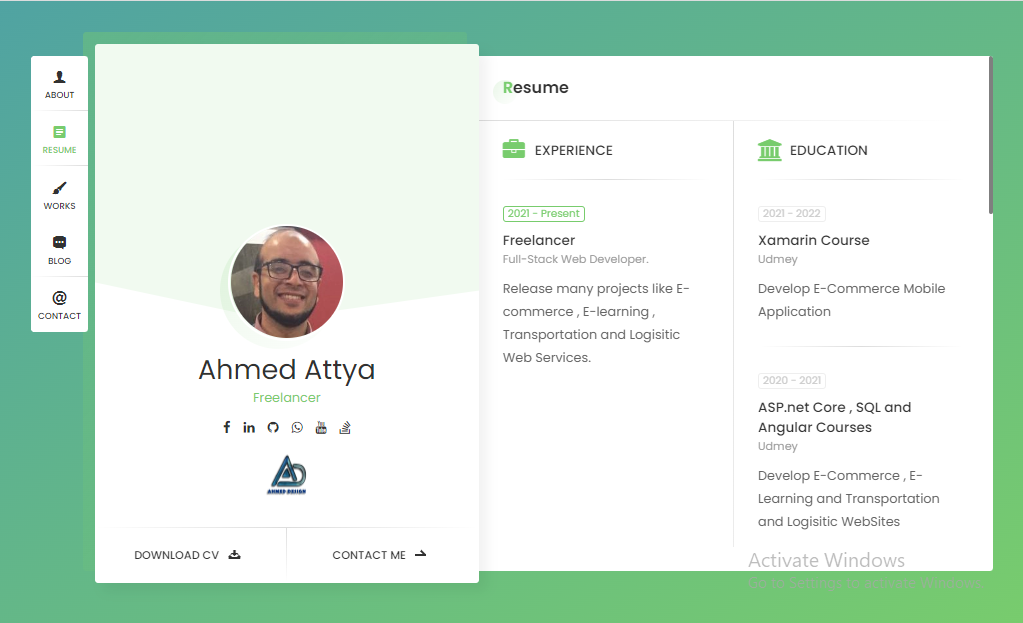 ABOUT
RESUME
WORKS
BLOG
@
CONTACT
Ahmed Attya
Freelancer
AHMED DESIGN
DOWNLOAD CV
CONTACT ME
Resume
EXPERIENCE
2021 - Present
Freelancer
Full-Stack Web Developer.
Release many projects like E-
commerce , E-learning ,
Transportation and Logisitic
Web Services.
EDUCATION
2021 - 2022
Xamarin Course
Udmey
Develop E-Commerce Mobile
Application
2020 - 2021
ASP.net Core , SQL and
Angular Courses
Udmey
Develop E-Commerce , E-
Learning and Transportation
and Logisitic WebSites
Activate Windows